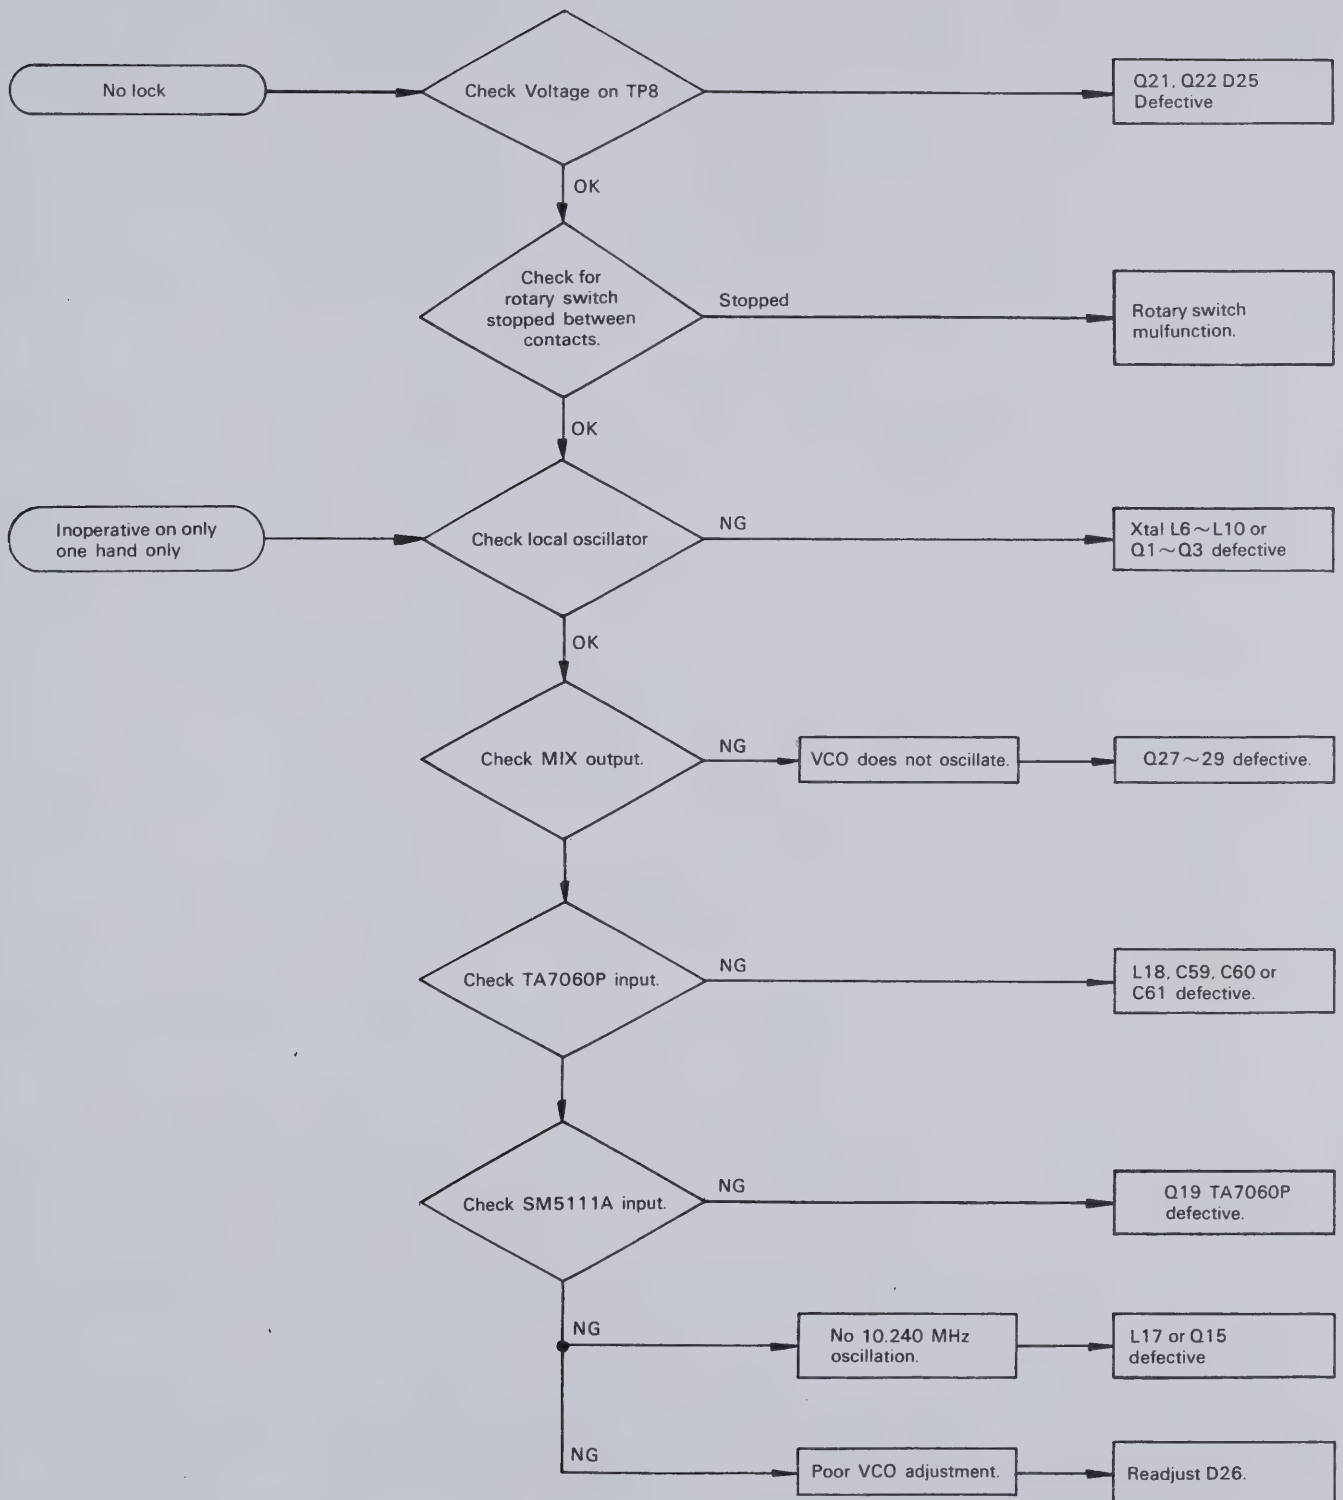 No lock
Check Voltage on TP8
Q21, Q22 D25
Defective
OK
Check for
rotary switch
stopped between
contacts.
Stopped
Rotary switch
mulfunction.
OK
Inoperative on only
one hand only
Check local oscillator
NG
Xtal L6~L10 or
Q1~Q3 defective
OK
Check MIX output.
NG
VCO does not oscillate.
Q27~29 defective.
Check TA7060P input.
NG
L18, C59, C60 or
C61 defective.
Check SM5111A input.
NG
Q19 TA7060P
defective.
NG
No 10.240 MHz
oscillation.
L17 or Q15
defective
NG
Poor VCO adjustment.
Readjust D26.